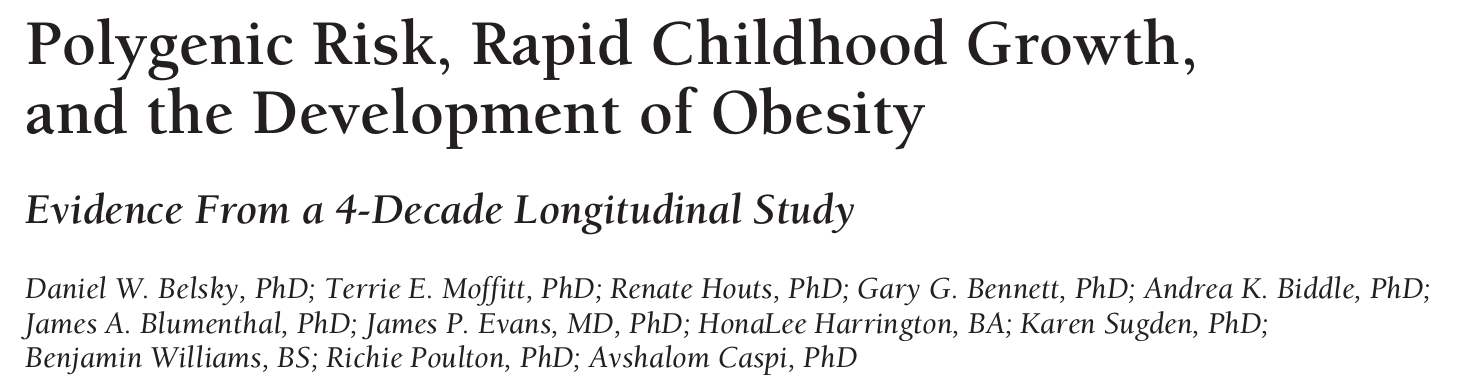 Polygenic Risk, Rapid Childhood Growth,
and the Development of Obesity
Evidence From a 4-Decade Longitudinal Study
Daniel W. Belsky, PhD; Terrie E. Moffitt, PhD; Renate Houts, PhD; Gary G. Bennett, PhD; Andrea K. Biddle, PhD;
James A. Blumenthal, PhD; James P. Evans, MD, PhD; HonaLee Harrington, BA; Karen Sugden, PhD;
Benjamin Williams, BS; Richie Poulton, PhD; Avshalom Caspi, PhD